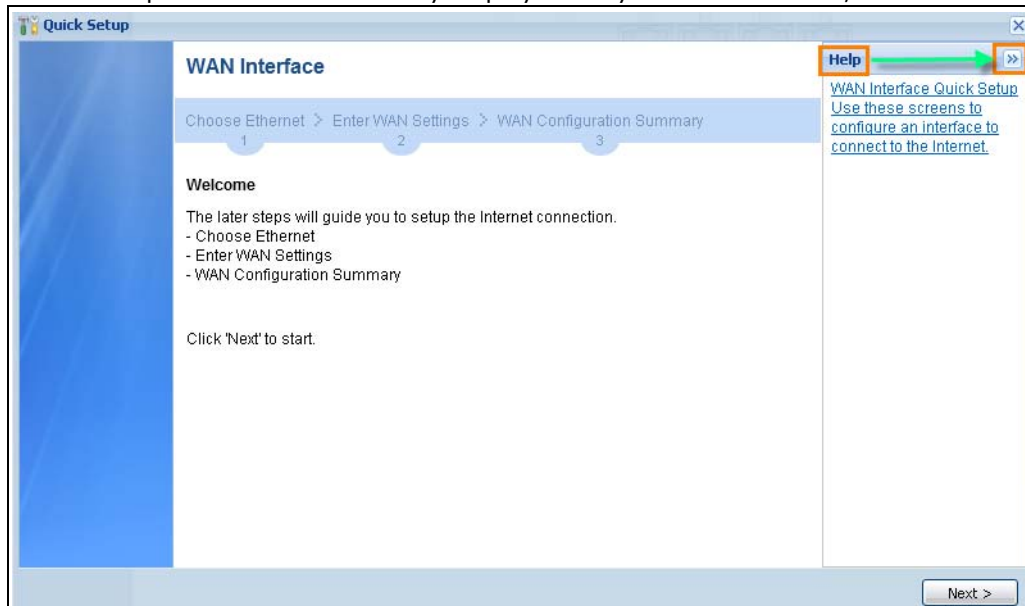 Quick Setup
WAN Interface
Choose Ethernet > Enter WAN Settings > WAN Configuration Summary
1 2 3
Welcome
The later steps will guide you to setup the Internet connection.
- Choose Ethernet
- Enter WAN Settings
- WAN Configuration Summary
Click 'Next' to start.
Help »
WAN Interface Quick Setup
Use these screens to
configure an interface to
connect to the Internet.
Next >